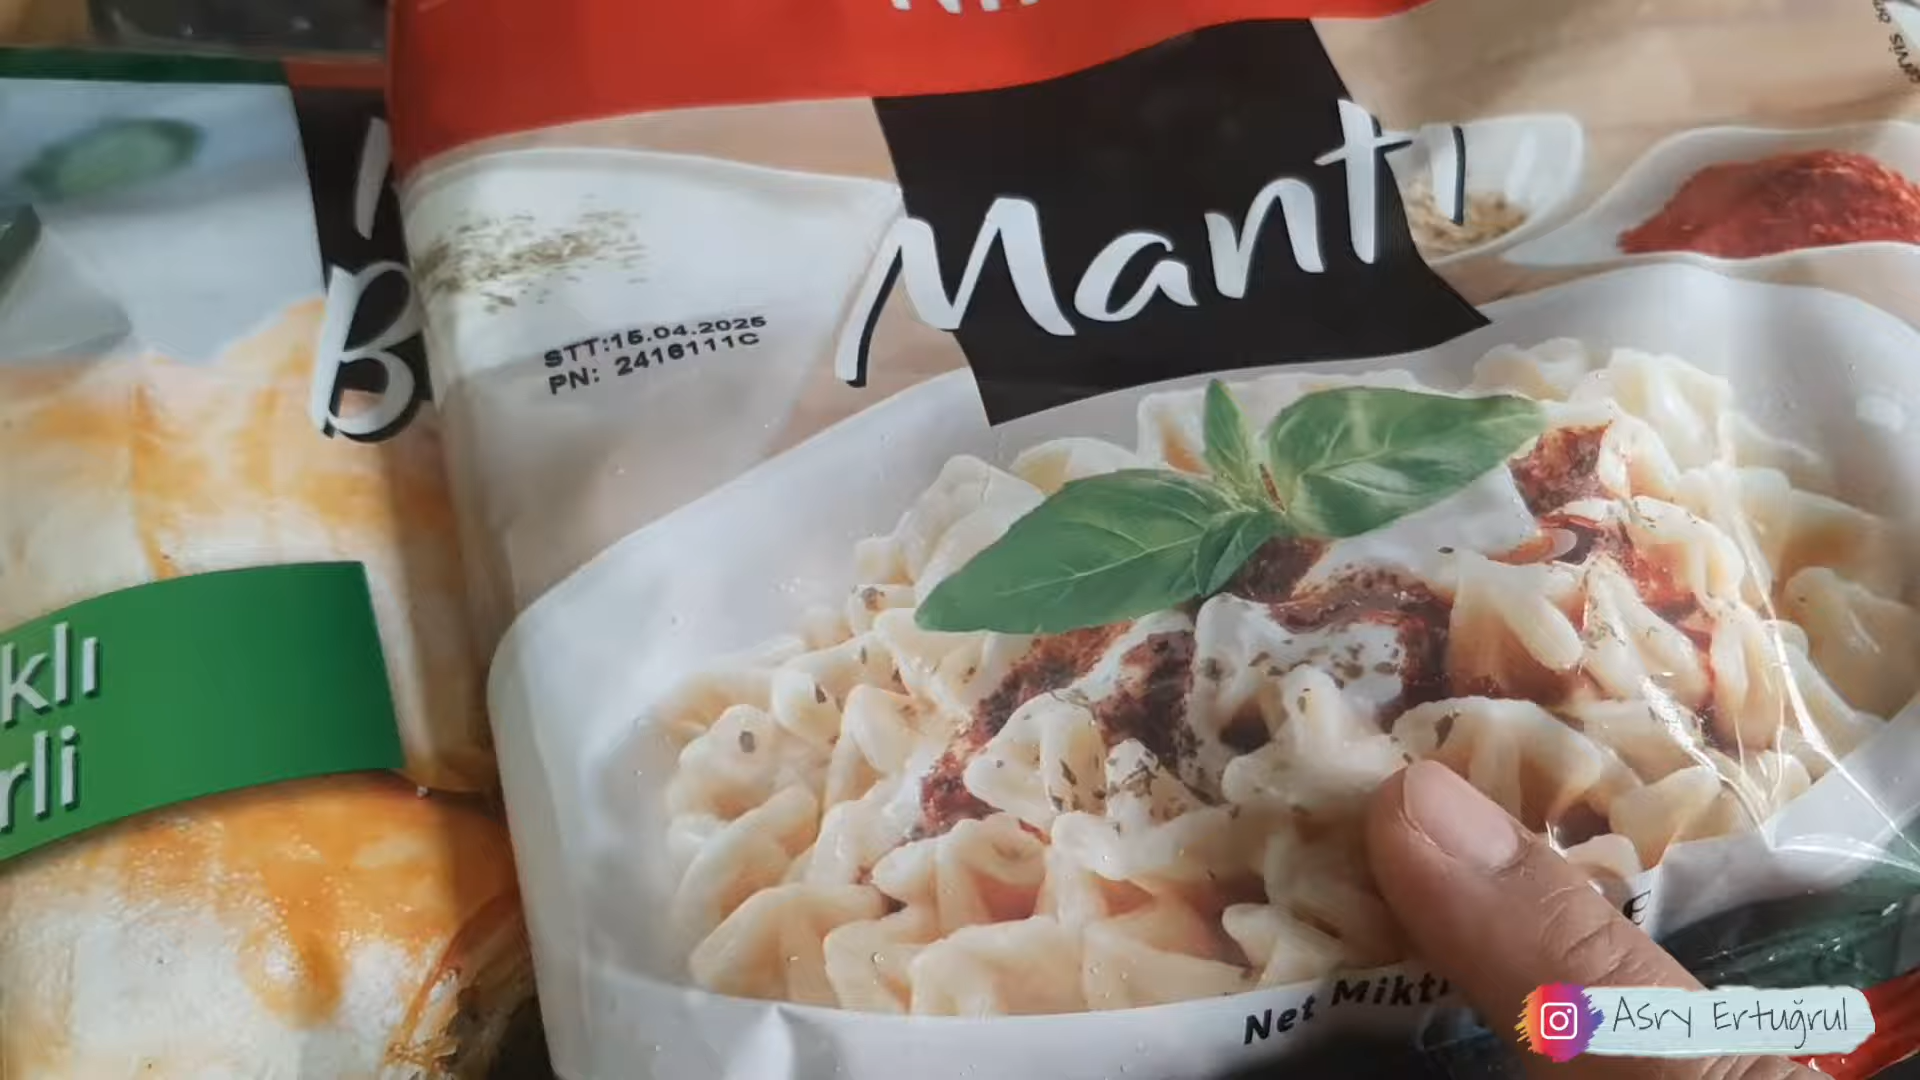 Mantı
STT:15.04.2025
PN: 2416111C
B
klı
rli
Net Mikt
Asry Ertuğrul